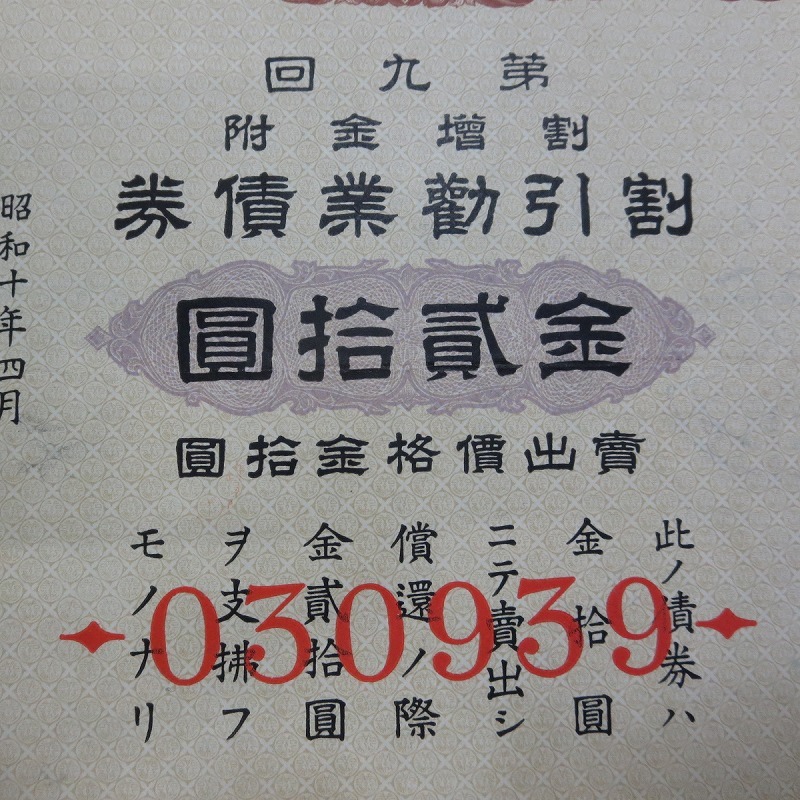 第九回
割增金附
割引勸業債券
金貳拾圓
賣出價格金拾圓
此ノ債券ハ
金拾圓
ニテ賣出シ
償還ノ際
金貳拾圓
ヲ支拂フ
モノナリ
030939
昭和十年四月